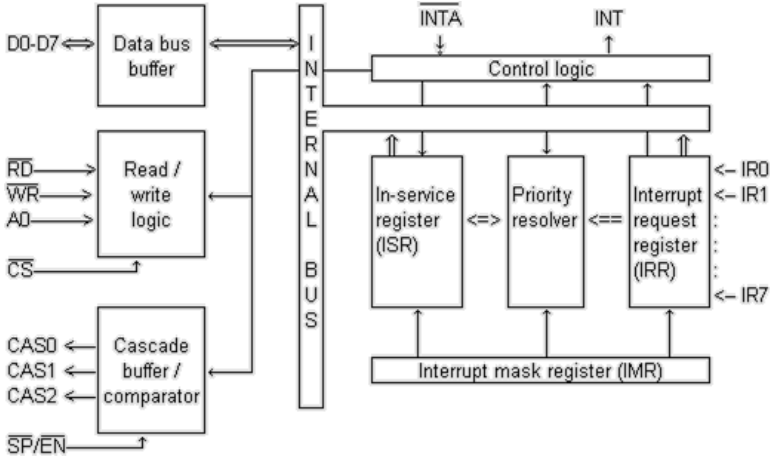 D0-D7
Data bus
buffer
INTERNAL BUS
INTA
INT
Control logic
RD
WR
A0
CS
Read /
write
logic
In-service
register
(ISR)
<=>
Priority
resolver
<==
Interrupt
request
register
(IRR)
<– IR0
<– IR1
:
:
:
<– IR7
CAS0
CAS1
CAS2
SP/EN
Cascade
buffer /
comparator
Interrupt mask register (IMR)